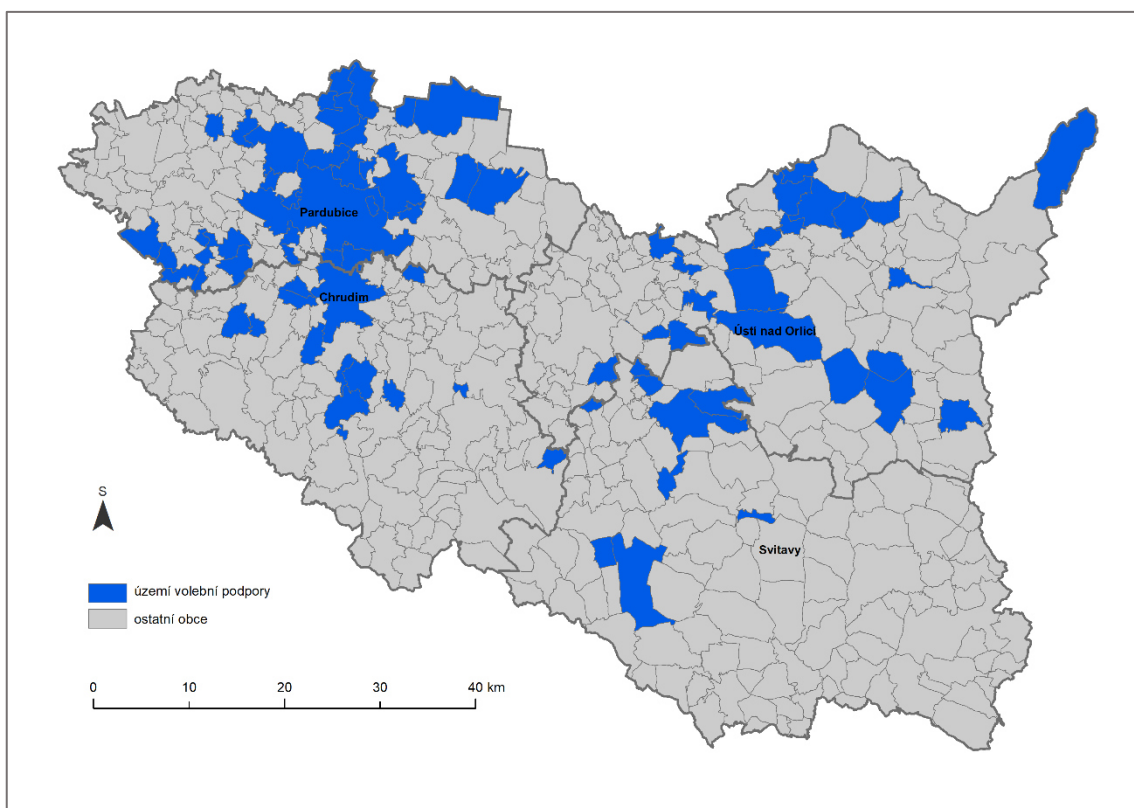 Pardubice
Chrudim
Ústí nad Orlicí
Svitavy
S
území volební podpory
ostatní obce
0 10 20 30 40 km